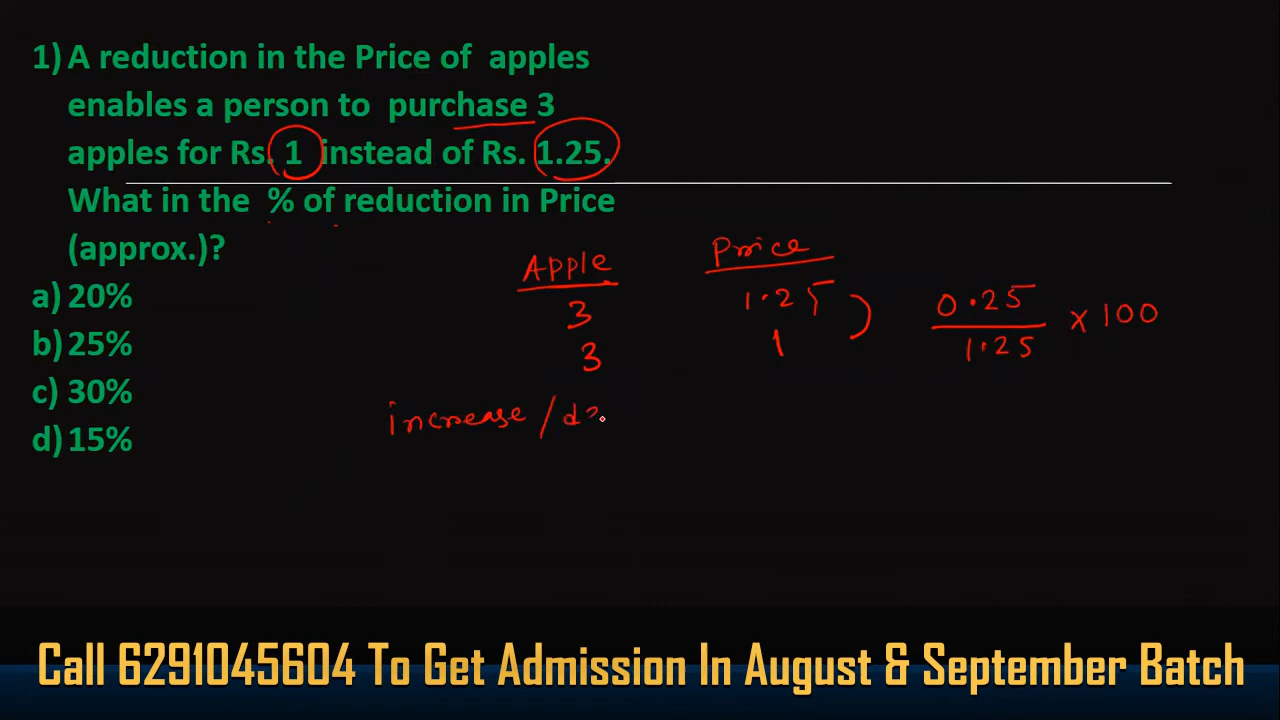 1) A reduction in the Price of apples
enables a person to purchase 3
apples for Rs. 1 instead of Rs. 1.25.
What in the % of reduction in Price
(approx.)?
a) 20%
b) 25%
c) 30%
d) 15%
Apple Price
3 1.25
3 1
0.25
1.25
x 100
increase / d
Call 6291045604 To Get Admission In August & September Batch